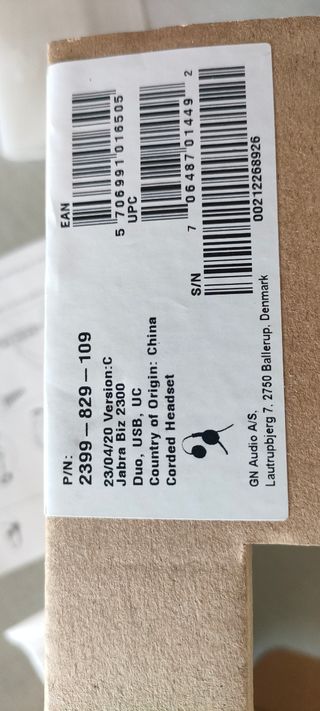 P/N:
2399-829-109
23/04/20 Version:C
Jabra Biz 2300
Duo, USB, UC
Country of Origin: China
Corded Headset
GN Audio A/S,
Lautrupbjerg 7, 2750 Ballerup, Denmark
EAN
5 706991 016505
UPC
7 06487 01449 2
S/N
00212268926